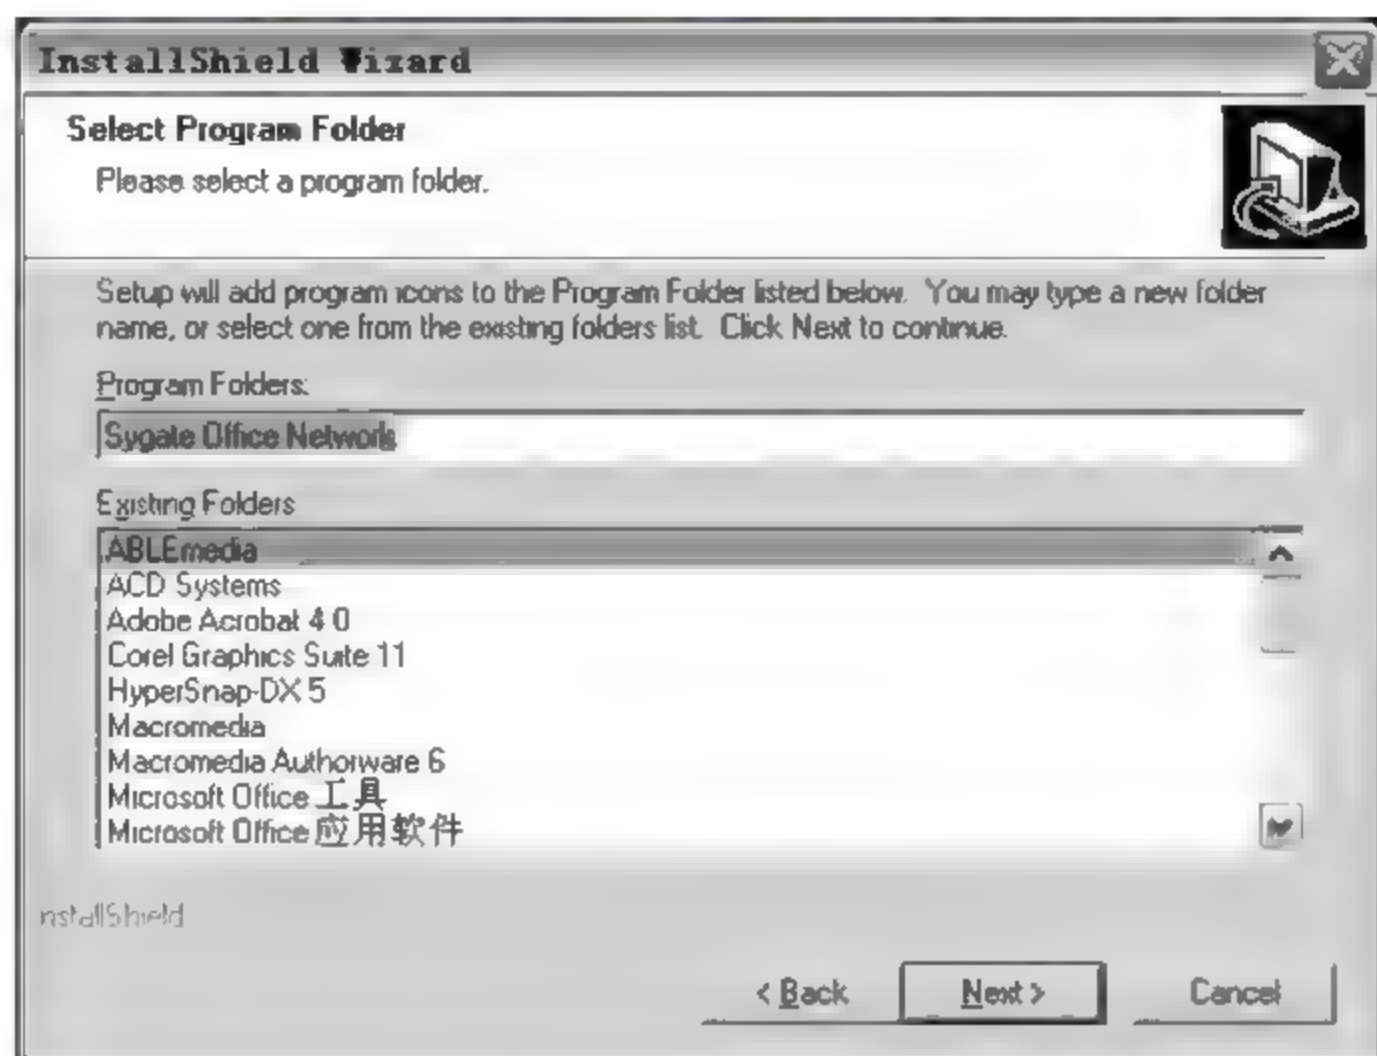 InstallShield Wizard
Select Program Folder
Please select a program folder.
Setup will add program icons to the Program Folder listed below. You may type a new folder
name, or select one from the existing folders list. Click Next to continue.
Program Folders:
Sygate Office Network
Existing Folders
ABLEmedia
ACD Systems
Adobe Acrobat 4.0
Corel Graphics Suite 11
HyperSnap-DX 5
Macromedia
Macromedia Authorware 6
Microsoft Office 工具
Microsoft Office 应用软件
InstallShield
< Back
Next >
Cancel